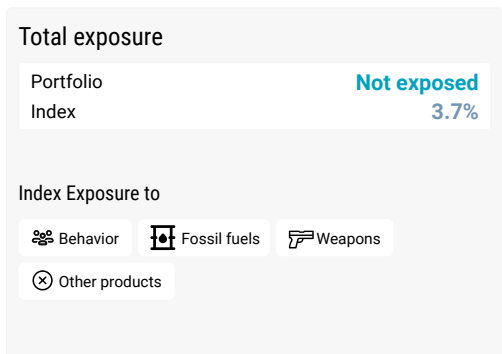 Total exposure
Portfolio Not exposed
Index 3.7%
Index Exposure to
Behavior Fossil fuels Weapons
Other products